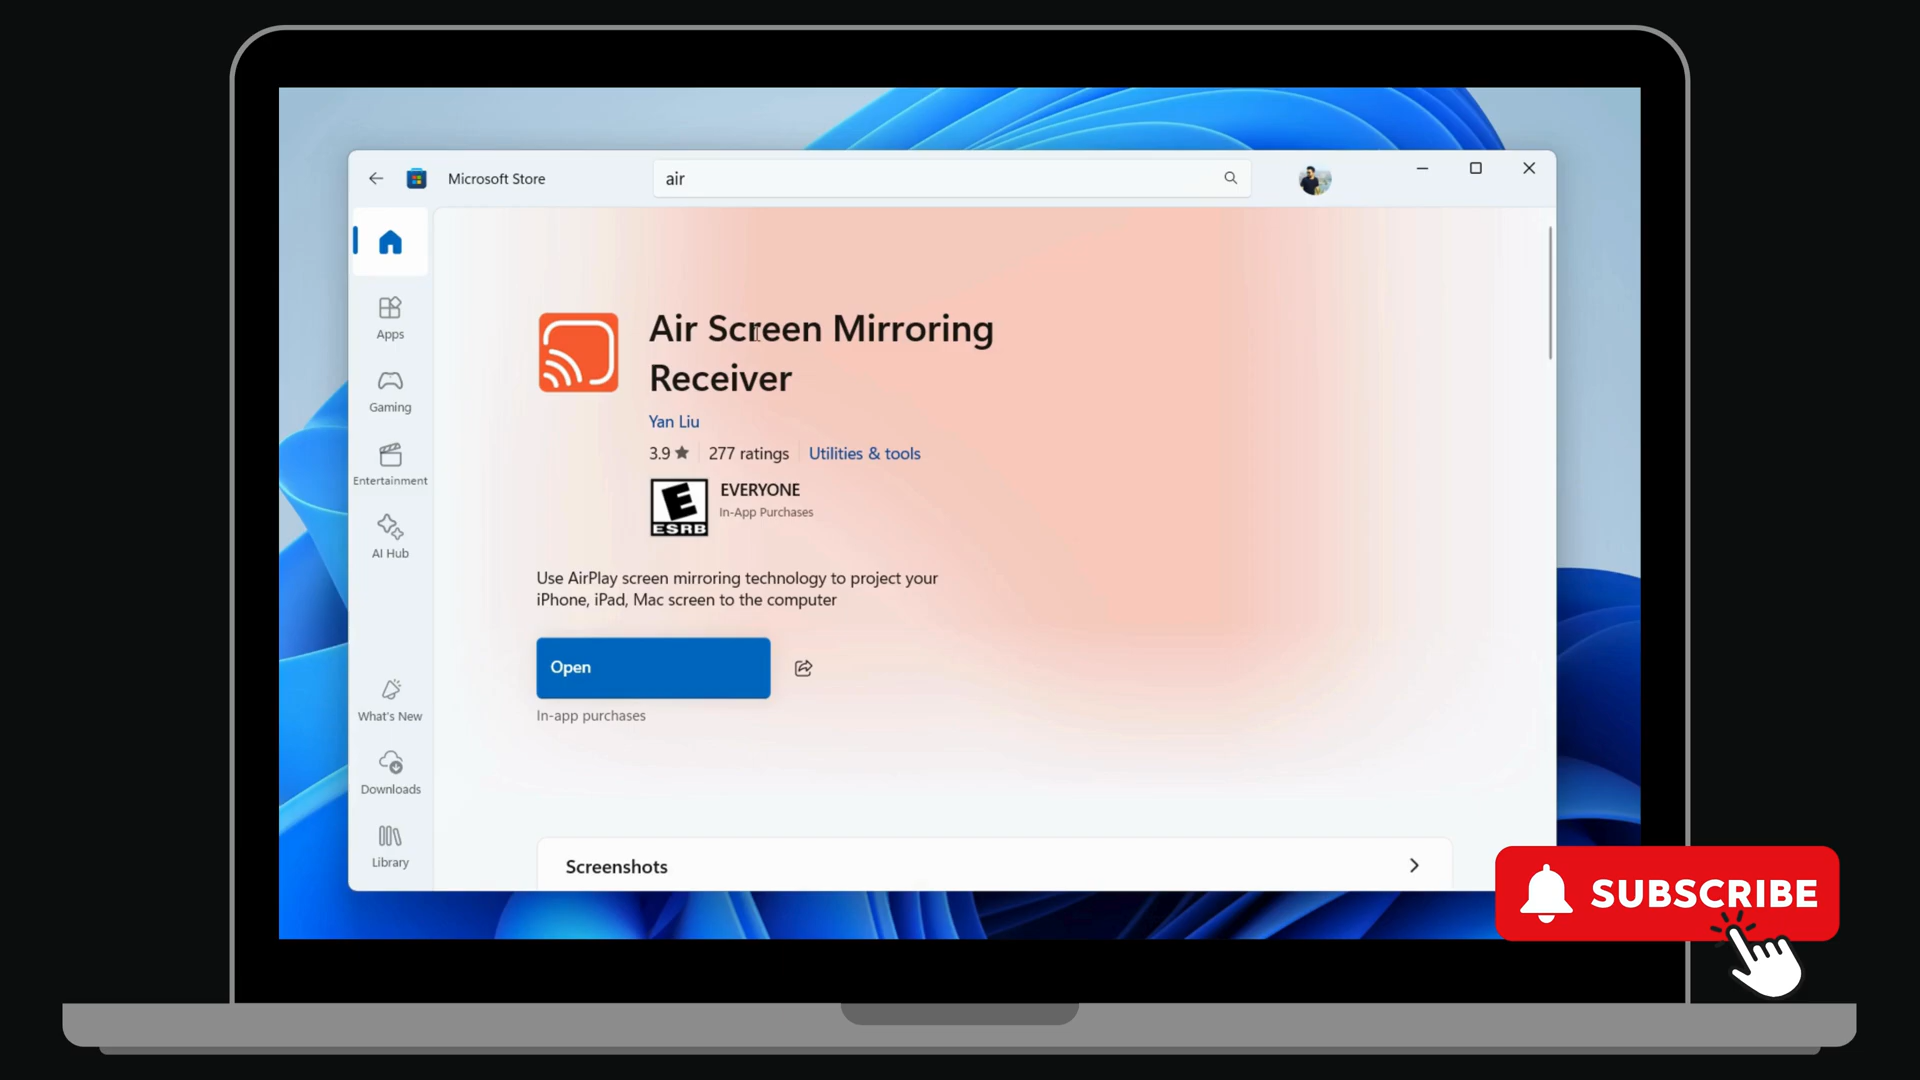 Microsoft Store
air
Apps
Gaming
Entertainment
AI Hub
What's New
Downloads
Library
Air Screen Mirroring
Receiver
Yan Liu
3.9 ★ 277 ratings Utilities & tools
E
ESRB
EVERYONE
In-App Purchases
Use AirPlay screen mirroring technology to project your
iPhone, iPad, Mac screen to the computer
Open
In-app purchases
Screenshots
SUBSCRIBE